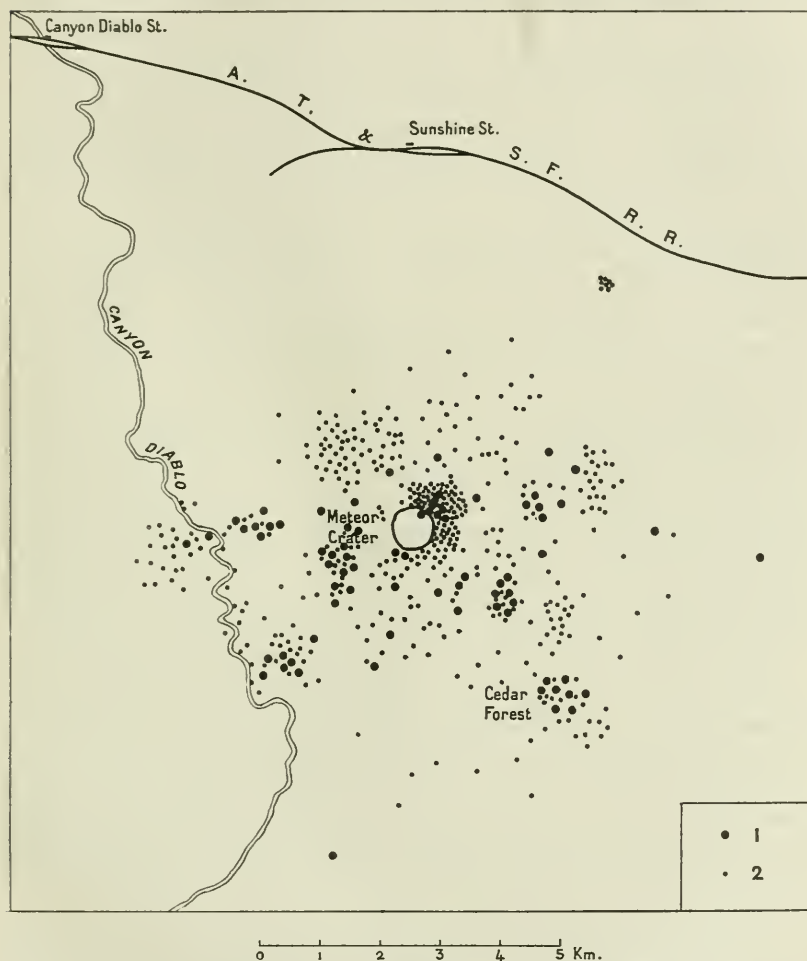 Canyon Diablo St.
A. T. & S. F. R. R.
Sunshine St.
CANYON DIABLO
Meteor
Crater
Cedar
Forest
1
2
0 1 2 3 4 5 Km.